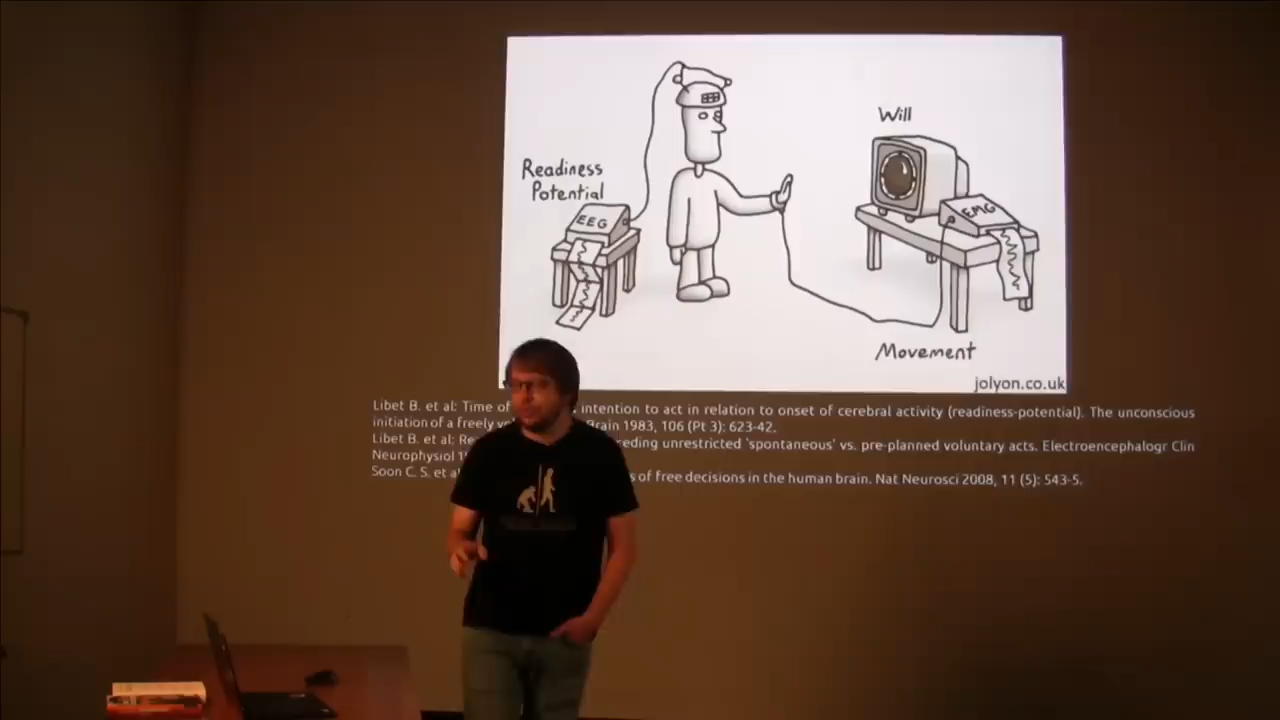 Will
Readiness
Potential
EEG
EMG
Movement
jolyon.co.uk
Libet B. et al: Time of intention to act in relation to onset of cerebral activity (readiness-potential). The unconscious
initiation of a freely Brain 1983, 106 (Pt 3): 623-42.
Libet B. et al: unrestricted 'spontaneous' vs. pre-planned voluntary acts. Electroencephalogr Clin
Neurophysiol
Soon C. S. et al of free decisions in the human brain. Nat Neurosci 2008, 11 (5): 543-5.